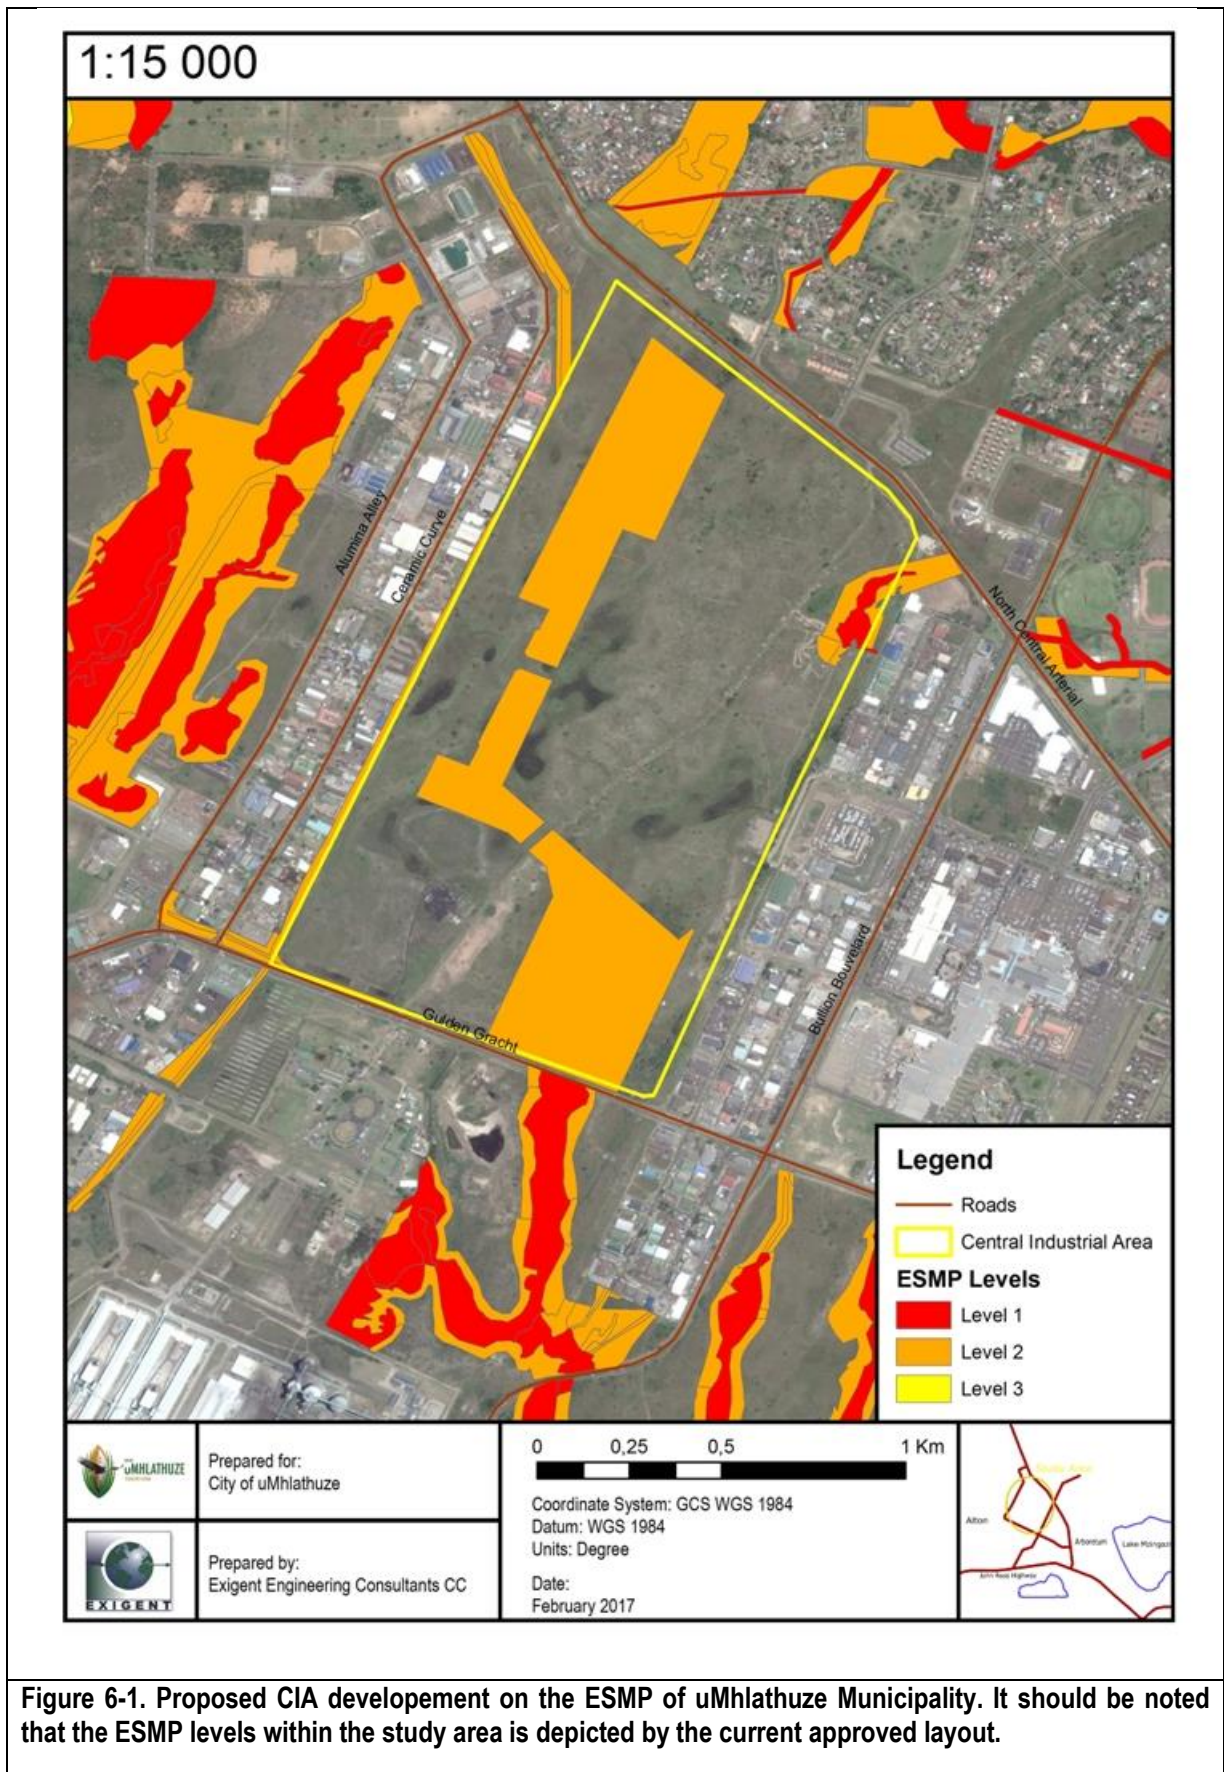 1:15 000
Alumina Alley
Ceramic Curve
North Central Arterial
Bullion Bouvelard
Gulden Gracht
Legend
Roads
Central Industrial Area
ESMP Levels
Level 1
Level 2
Level 3
uMHLATHUZE
Prepared for:
City of uMhlathuze
EXIGENT
Prepared by:
Exigent Engineering Consultants CC
0 0,25 0,5 1 Km
Coordinate System: GCS WGS 1984
Datum: WGS 1984
Units: Degree
Date:
February 2017
Study Area
Alton
Arboretum
Lake Mzingazi
John Ross Highway
Figure 6-1. Proposed CIA developement on the ESMP of uMhlathuze Municipality. It should be noted
that the ESMP levels within the study area is depicted by the current approved layout.